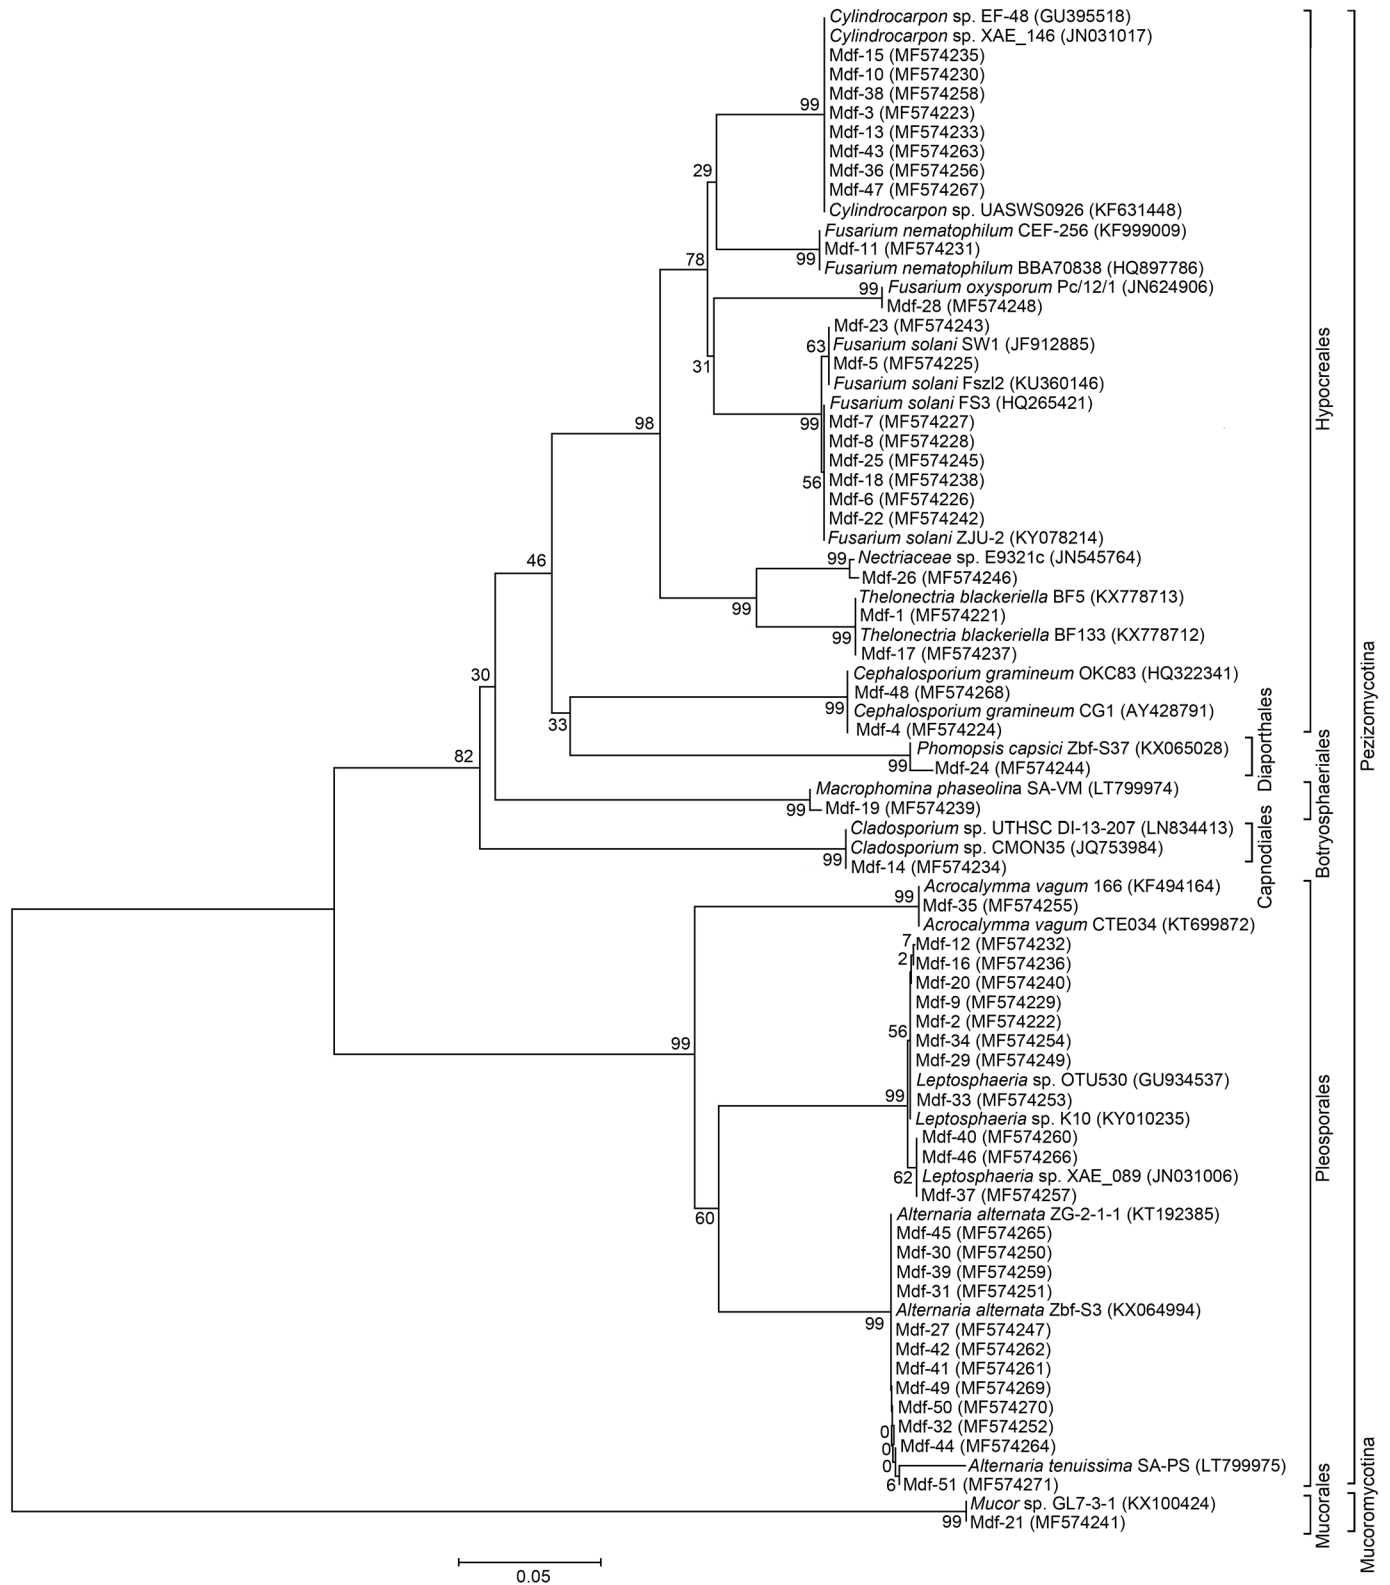 Cylindrocarpon sp. EF-48 (GU395518)
Cylindrocarpon sp. XAE_146 (JN031017)
Mdf-15 (MF574235)
Mdf-10 (MF574230)
Mdf-38 (MF574258)
99
Mdf-3 (MF574223)
Mdf-13 (MF574233)
Mdf-43 (MF574263)
29
Mdf-36 (MF574256)
Mdf-47 (MF574267)
Cylindrocarpon sp. UASWS0926 (KF631448)
Fusarium nematophilum CEF-256 (KF999009)
Mdf-11 (MF574231)
78
99
Fusarium nematophilum BBA70838 (HQ897786)
99
Fusarium oxysporum Pc/12/1 (JN624906)
Mdf-28 (MF574248)
Mdf-23 (MF574243)
63
Fusarium solani SW1 (JF912885)
31
Mdf-5 (MF574225)
Fusarium solani Fszl2 (KU360146)
Fusarium solani FS3 (HQ265421)
98
99
Mdf-7 (MF574227)
Mdf-8 (MF574228)
Mdf-25 (MF574245)
56
Mdf-18 (MF574238)
Mdf-6 (MF574226)
Mdf-22 (MF574242)
Fusarium solani ZJU-2 (KY078214)
46
99
Nectriaceae sp. E9321c (JN545764)
Mdf-26 (MF574246)
Thelonectria blackeriella BF5 (KX778713)
99
Mdf-1 (MF574221)
99
Thelonectria blackeriella BF133 (KX778712)
Mdf-17 (MF574237)
30
Cephalosporium gramineum OKC83 (HQ322341)
Mdf-48 (MF574268)
99
Cephalosporium gramineum CG1 (AY428791)
33
Mdf-4 (MF574224)
82
Phomopsis capsici Zbf-S37 (KX065028)
99
Mdf-24 (MF574244)
Macrophomina phaseolina SA-VM (LT799974)
99
Mdf-19 (MF574239)
Cladosporium sp. UTHSC DI-13-207 (LN834413)
Cladosporium sp. CMON35 (JQ753984)
99
Mdf-14 (MF574234)
99
Acrocalymma vagum 166 (KF494164)
Mdf-35 (MF574255)
Acrocalymma vagum CTE034 (KT699872)
7
Mdf-12 (MF574232)
2
Mdf-16 (MF574236)
Mdf-20 (MF574240)
Mdf-9 (MF574229)
Mdf-2 (MF574222)
56
99
Mdf-34 (MF574254)
Mdf-29 (MF574249)
Leptosphaeria sp. OTU530 (GU934537)
99
Mdf-33 (MF574253)
Leptosphaeria sp. K10 (KY010235)
Mdf-40 (MF574260)
Mdf-46 (MF574266)
62
Leptosphaeria sp. XAE_089 (JN031006)
Mdf-37 (MF574257)
60
Alternaria alternata ZG-2-1-1 (KT192385)
Mdf-45 (MF574265)
Mdf-30 (MF574250)
Mdf-39 (MF574259)
Mdf-31 (MF574251)
Alternaria alternata Zbf-S3 (KX064994)
99
Mdf-27 (MF574247)
Mdf-42 (MF574262)
Mdf-41 (MF574261)
Mdf-49 (MF574269)
Mdf-50 (MF574270)
0
Mdf-32 (MF574252)
0
Mdf-44 (MF574264)
0
Alternaria tenuissima SA-PS (LT799975)
6
Mdf-51 (MF574271)
Mucor sp. GL7-3-1 (KX100424)
99
Mdf-21 (MF574241)
0.05
Hypocreales
Diaporthales
Botryosphaeriales
Capnodiales
Pleosporales
Mucorales
Pezizomycotina
Mucoromycotina